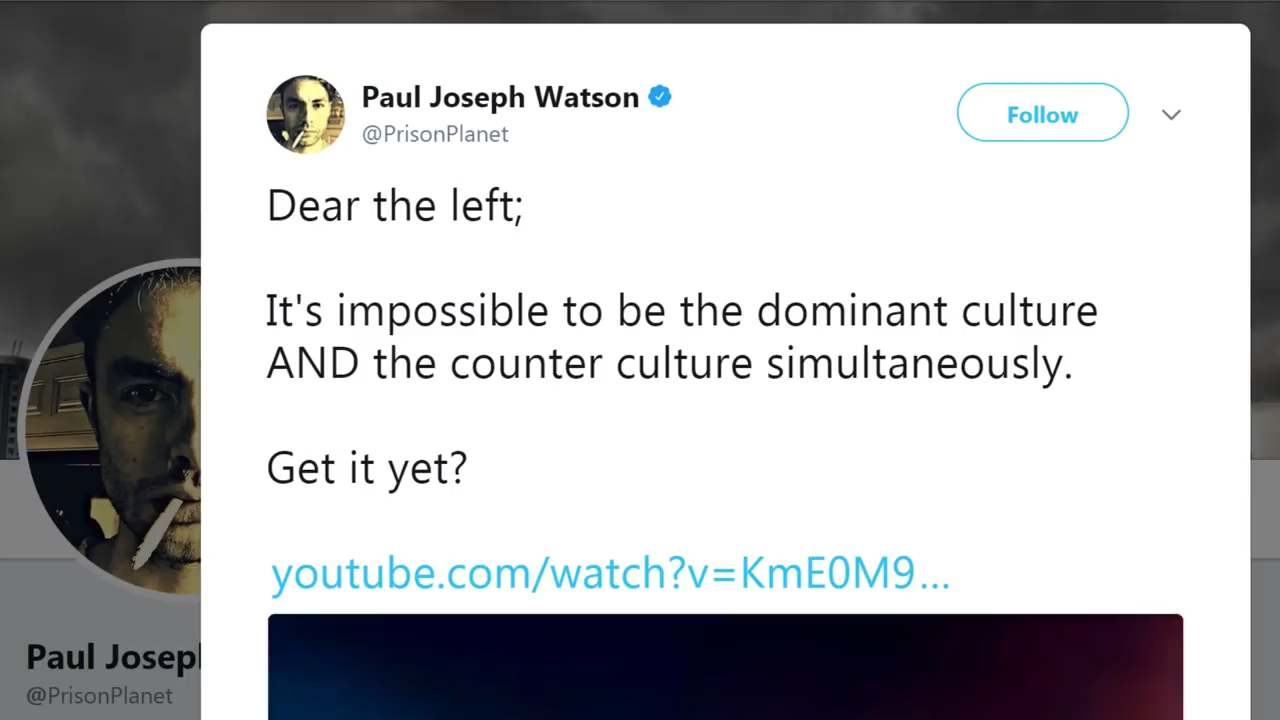 Paul Joseph Watson
@PrisonPlanet
Follow
Dear the left;
It's impossible to be the dominant culture
AND the counter culture simultaneously.
Get it yet?
youtube.com/watch?v=KmE0M9...
Paul Josepl
@PrisonPlanet